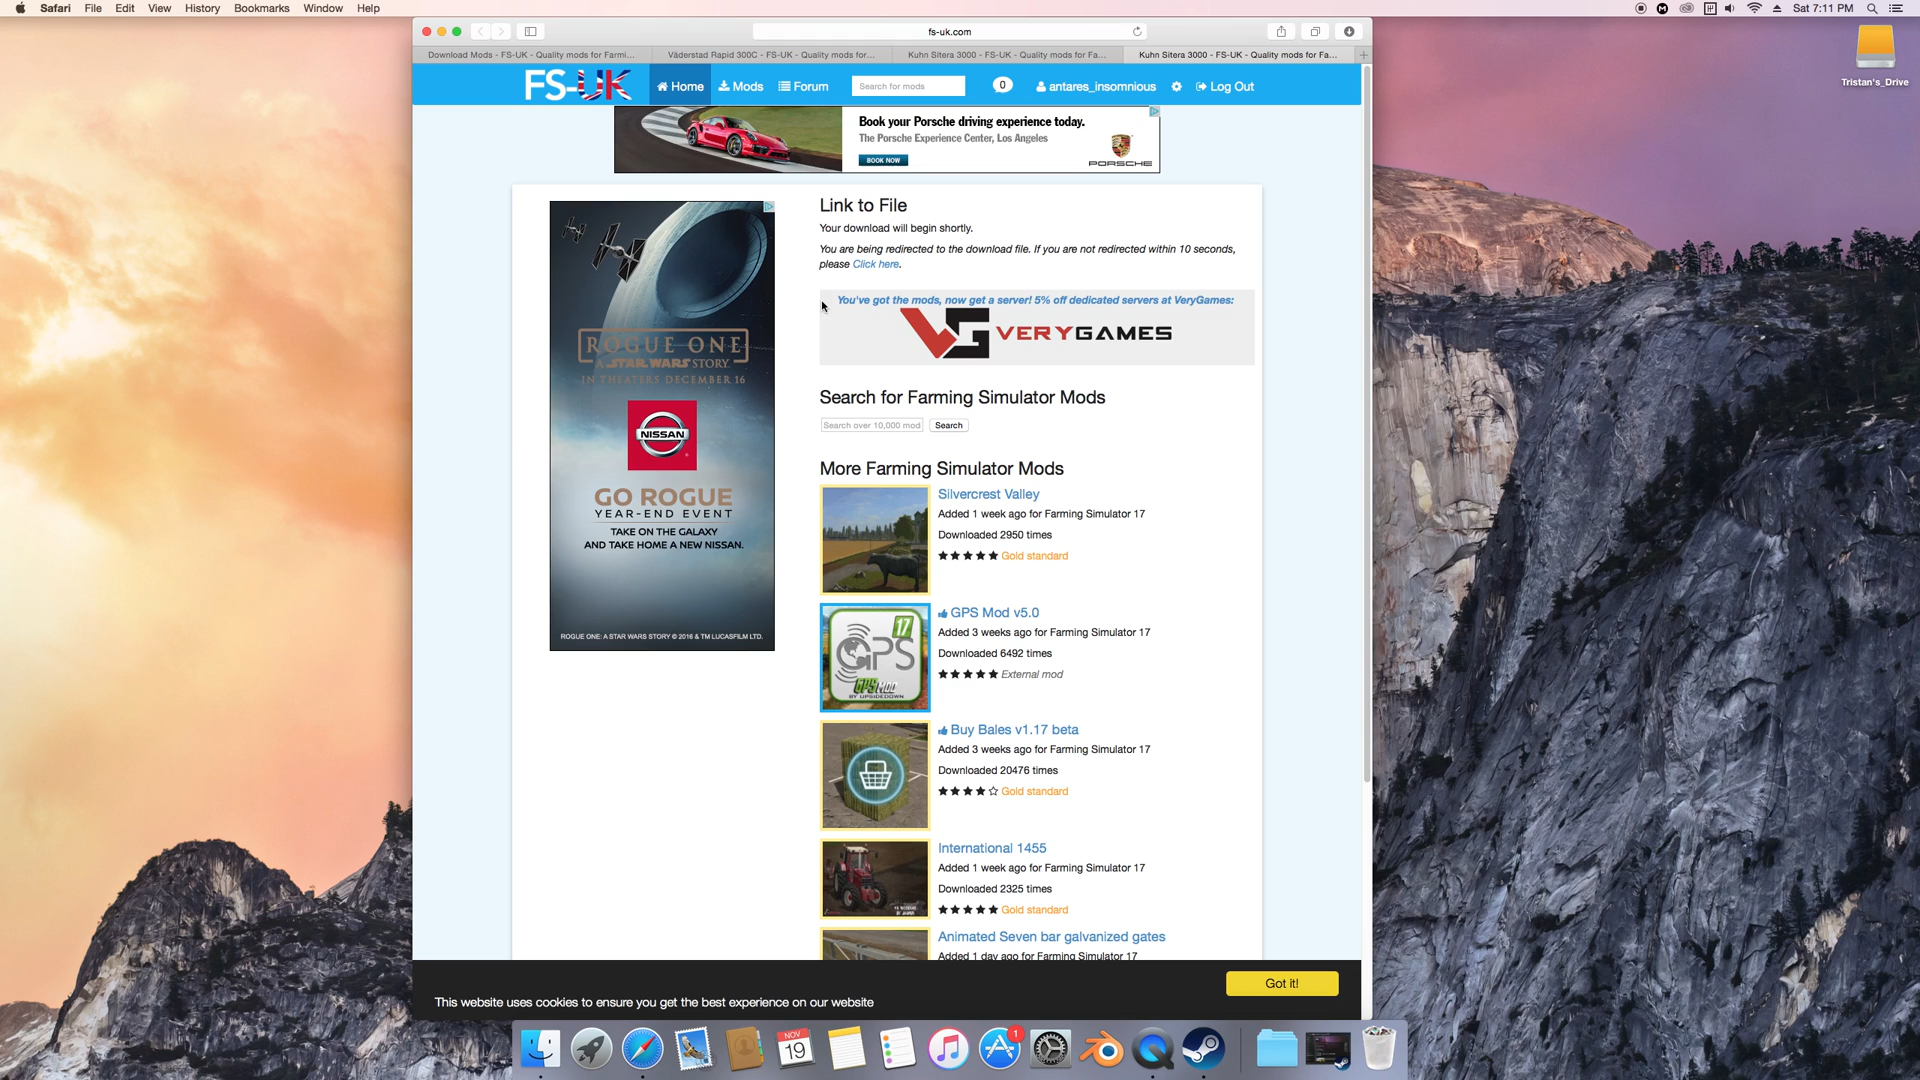 Safari File Edit View History Bookmarks Window Help
Sat 7:11 PM
Tristan's_Drive
fs-uk.com
Download Mods - FS-UK - Quality mods for Farmi...
Väderstad Rapid 300C - FS-UK - Quality mods for...
Kuhn Sitera 3000 - FS-UK - Quality mods for Fa...
Kuhn Sitera 3000 - FS-UK - Quality mods for Fa...
FS-UK
Home
Mods
Forum
Search for mods
0
antares_insomnious
Log Out
Book your Porsche driving experience today.
The Porsche Experience Center, Los Angeles
BOOK NOW
PORSCHE
ROGUE ONE
A STAR WARS STORY
IN THEATERS DECEMBER 16
NISSAN
GO ROGUE
YEAR-END EVENT
TAKE ON THE GALAXY
AND TAKE HOME A NEW NISSAN.
ROGUE ONE: A STAR WARS STORY © 2016 & TM LUCASFILM LTD.
Link to File
Your download will begin shortly.
You are being redirected to the download file. If you are not redirected within 10 seconds,
please Click here.
You've got the mods, now get a server! 5% off dedicated servers at VeryGames:
VG VERYGAMES
Search for Farming Simulator Mods
Search over 10,000 mod
Search
More Farming Simulator Mods
Silvercrest Valley
Added 1 week ago for Farming Simulator 17
Downloaded 2950 times
Gold standard
17
GPS
GPS MOD
BY UPSIDEDOWN
GPS Mod v5.0
Added 3 weeks ago for Farming Simulator 17
Downloaded 6492 times
External mod
Buy Bales v1.17 beta
Added 3 weeks ago for Farming Simulator 17
Downloaded 20476 times
Gold standard
International 1455
Added 1 week ago for Farming Simulator 17
Downloaded 2325 times
Gold standard
Animated Seven bar galvanized gates
Added 1 day ago for Farming Simulator 17
This website uses cookies to ensure you get the best experience on our website
Got it!
NOV
19
1